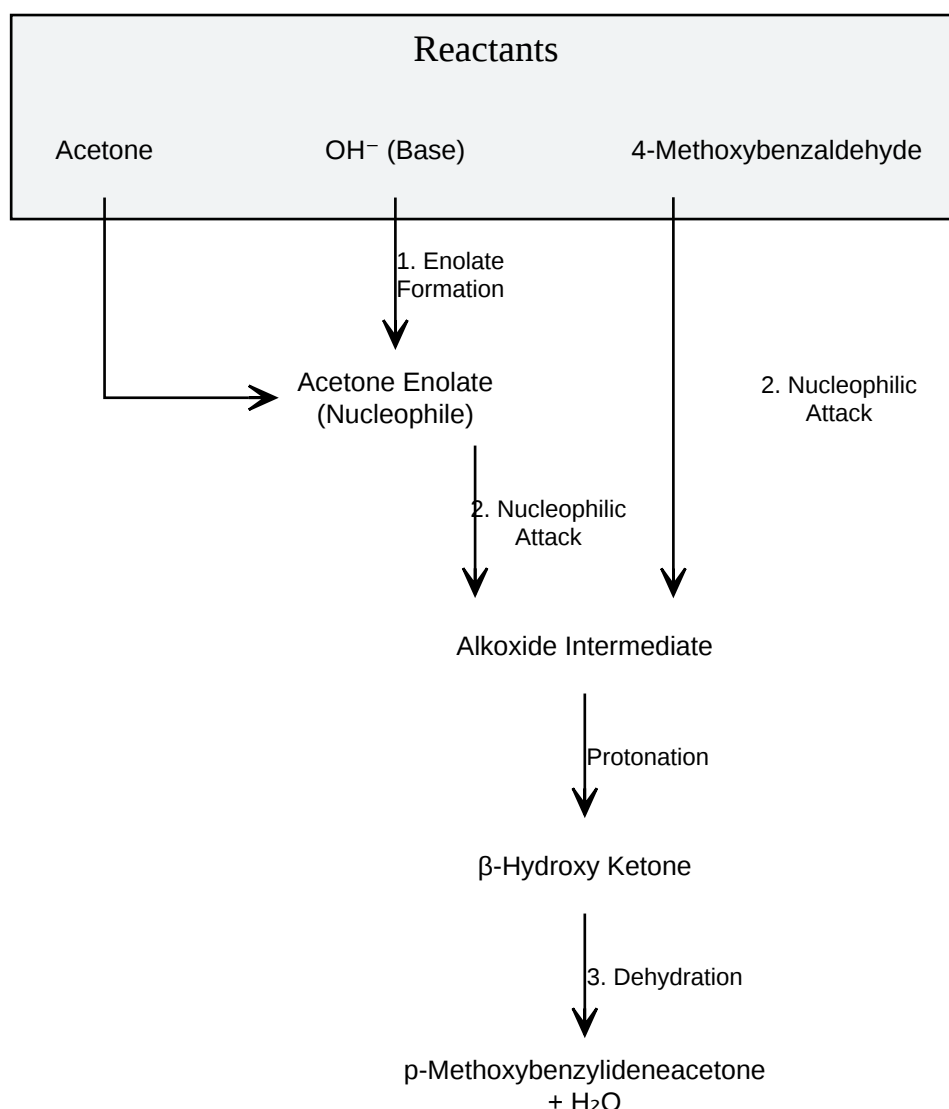 Reactants
Acetone
OH⁻ (Base)
4-Methoxybenzaldehyde
1. Enolate
Formation
Acetone Enolate
(Nucleophile)
2. Nucleophilic
Attack
2. Nucleophilic
Attack
Alkoxide Intermediate
Protonation
β-Hydroxy Ketone
3. Dehydration
p-Methoxybenzylideneacetone
+ H₂O